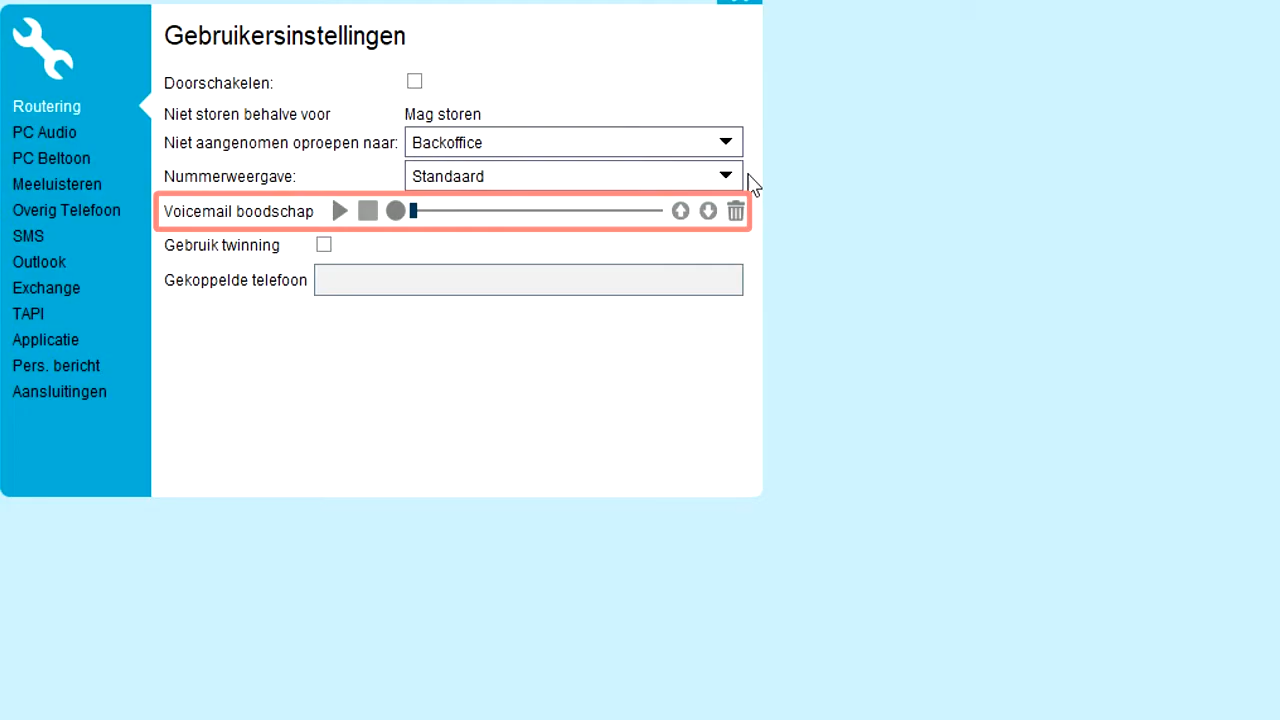 Gebruikersinstellingen
Doorschakelen:
Niet storen behalve voor Mag storen
Niet aangenomen oproepen naar: Backoffice
Nummerweergave: Standaard
Voicemail boodschap
Gebruik twinning
Gekoppelde telefoon
Routering
PC Audio
PC Beltoon
Meeluisteren
Overig Telefoon
SMS
Outlook
Exchange
TAPI
Applicatie
Pers. bericht
Aansluitingen